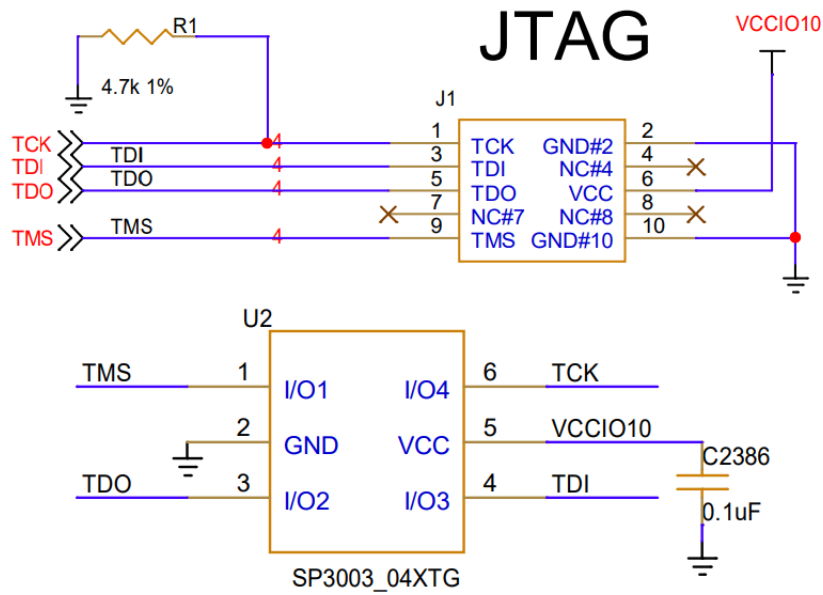 JTAG
VCCIO10
R1
4.7k 1%
J1
TCK 4 1 TCK GND#2 2
TDI TDI 4 3 TDI NC#4 4
TDO TDO 4 5 TDO VCC 6
7 NC#7 NC#8 8
TMS TMS 4 9 TMS GND#10 10
U2
TMS 1 I/O1 I/O4 6 TCK
2 GND VCC 5 VCCIO10
TDO 3 I/O2 I/O3 4 TDI
C2386
0.1uF
SP3003_04XTG